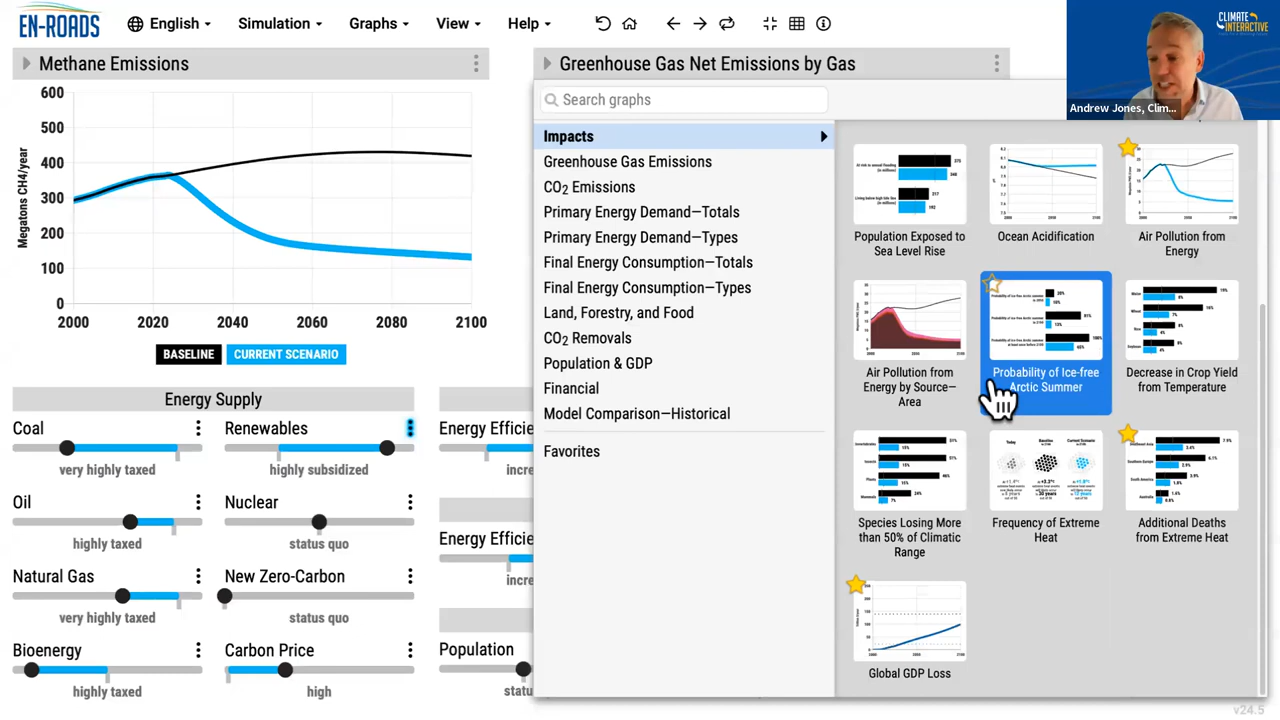 EN-ROADS
English
Simulation
Graphs
View
Help
CLIMATE
INTERACTIVE
Andrew Jones, Clim...
Methane Emissions
Greenhouse Gas Net Emissions by Gas
Megatons CH4/year
600
500
400
300
200
100
0
2000
2020
2040
2060
2080
2100
BASELINE
CURRENT SCENARIO
Energy Supply
Coal
very highly taxed
Renewables
highly subsidized
Oil
highly taxed
Nuclear
status quo
Natural Gas
very highly taxed
New Zero-Carbon
status quo
Bioenergy
highly taxed
Carbon Price
high
Energy Efficie
incre
Energy Efficie
incre
Population
statu
Search graphs
Impacts
Greenhouse Gas Emissions
CO2 Emissions
Primary Energy Demand—Totals
Primary Energy Demand—Types
Final Energy Consumption—Totals
Final Energy Consumption—Types
Land, Forestry, and Food
CO2 Removals
Population & GDP
Financial
Model Comparison—Historical
Favorites
Population Exposed to
Sea Level Rise
Ocean Acidification
Air Pollution from
Energy
Air Pollution from
Energy by Source—
Area
Probability of Ice-free
Arctic Summer
Decrease in Crop Yield
from Temperature
Species Losing More
than 50% of Climatic
Range
Frequency of Extreme
Heat
Additional Deaths
from Extreme Heat
Global GDP Loss
v24.5